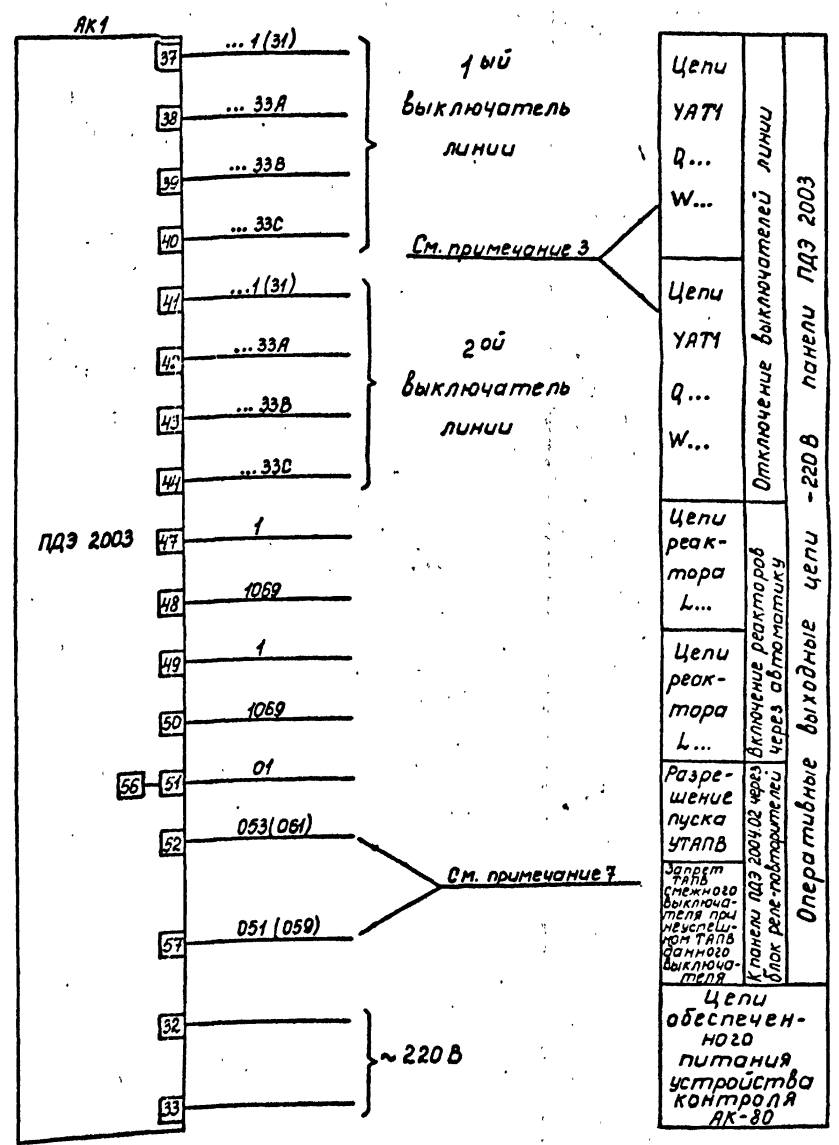 АК1
37 ...1(31)
38 ...33А
39 ...33В
40 ...33С
1ый
выключатель
линии
См. примечание 3
41 ...1(31)
42 ...33А
43 ...33В
44 ...33С
2ой
выключатель
линии
ПДЭ 2003
47 1
48 1069
49 1
50 1069
56 51 01
52 053(061)
57 051(059)
См. примечание 7
32
33
~220В
Цепи
YAT1
Q...
W...
Цепи
YAT1
Q...
W...
Отключение выключателей линии
Цепи
реак-
тора
L...
Цепи
реак-
тора
L...
Включение реакторов
через автоматику
Разре-
шение
пуска
УТАПВ
Запрет
ТАПВ
смежного
выключа-
теля при
неуспеш-
ном ТАПВ
данного
выключа-
теля
К панели ПДЭ 2004.02 через
блок реле-повторителей
Оперативные выходные цепи -220В панели ПДЭ 2003
Цепи
обеспечен-
ного
питания
устройства
контроля
АК-80